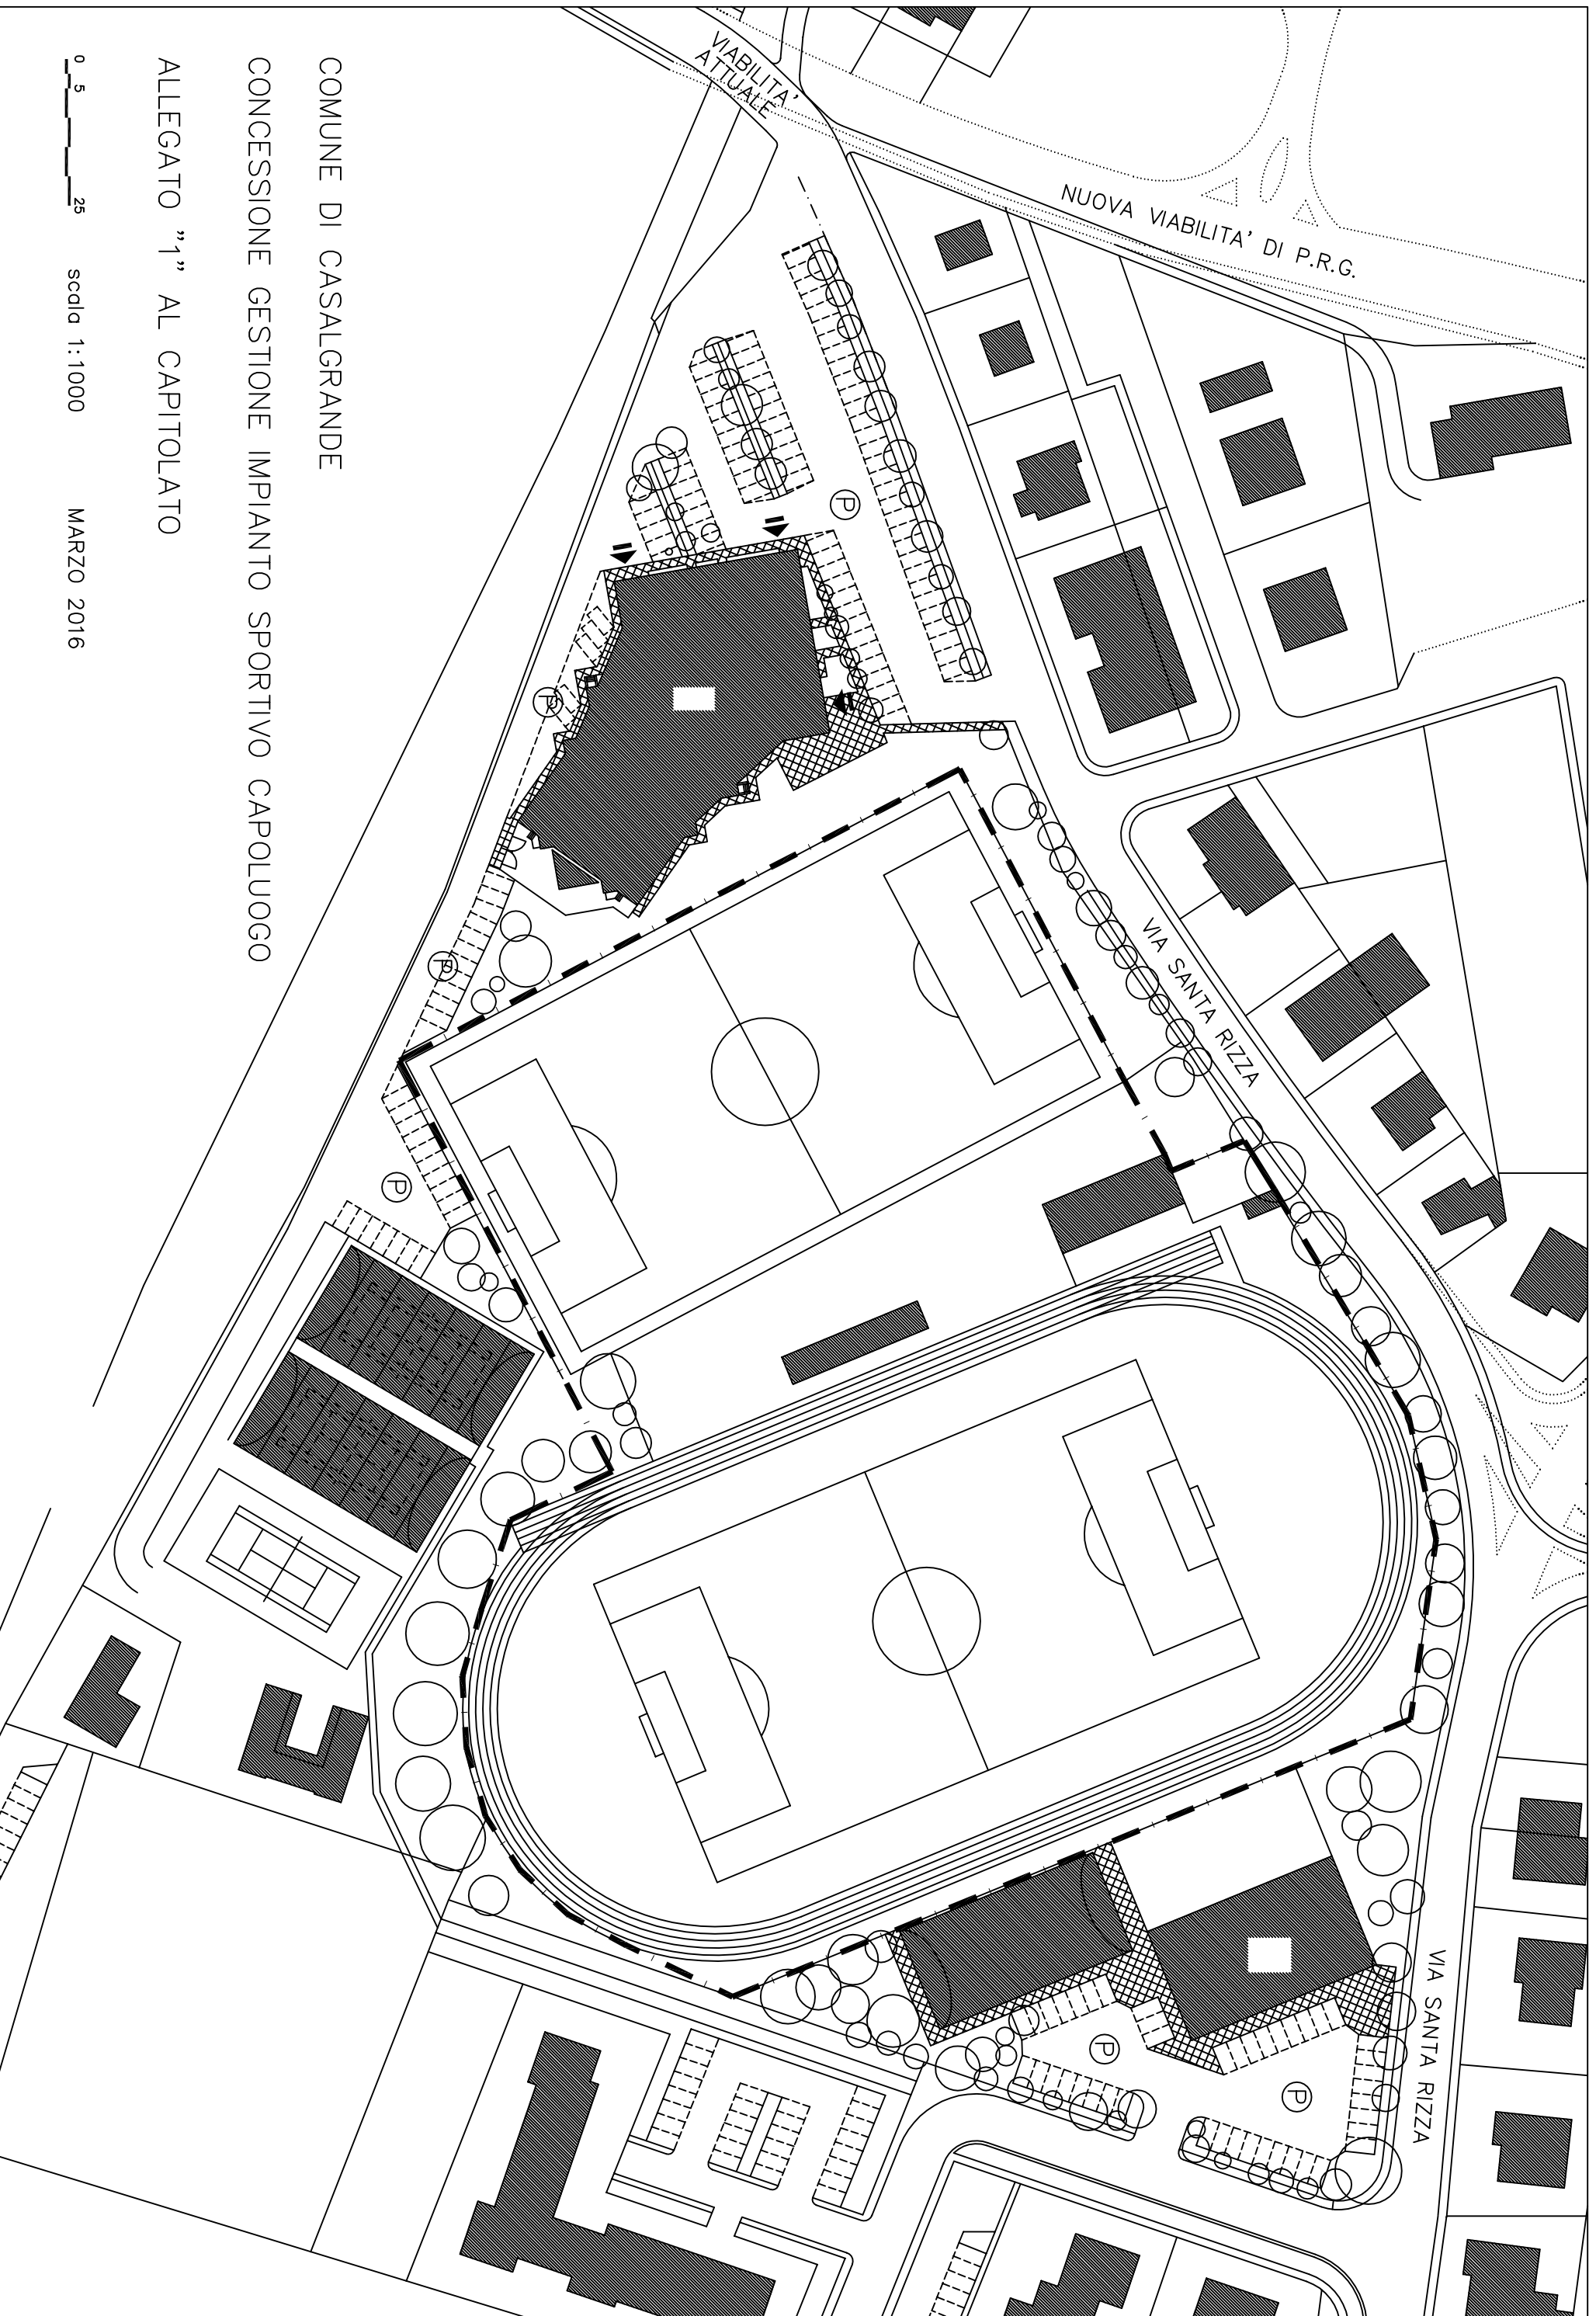 COMUNE DI CASALGRANDE
CONCESSIONE GESTIONE IMPIANTO SPORTIVO CAPOLUOGO
ALLEGATO "1" AL CAPITOLATO
0 5 25 scala 1:1000 MARZO 2016
VIABILITA'
ATTUALE
NUOVA VIABILITA' DI P.R.G.
VIA SANTA RIZZA
VIA SANTA RIZZA
P
P
P
P
P
P